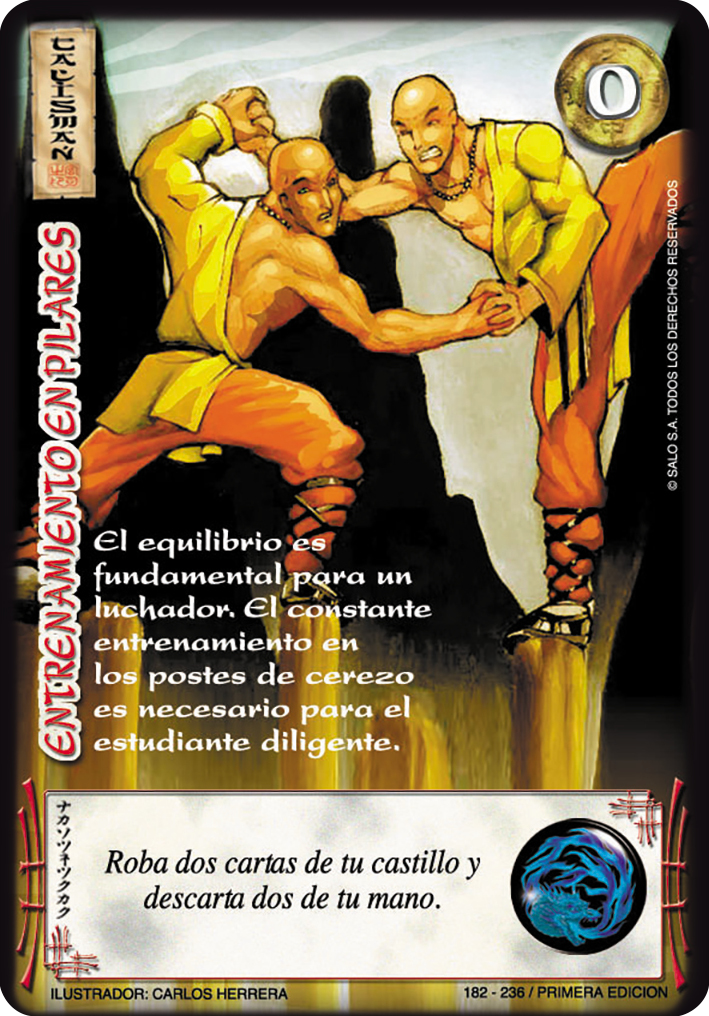 TALISMAN
0
ENTRENAMIENTO EN PILARES
© SALO S.A. TODOS LOS DERECHOS RESERVADOS
El equilibrio es
fundamental para un
luchador. El constante
entrenamiento en
los postes de cerezo
es necesario para el
estudiante diligente.
ナカソツネツクカク
Roba dos cartas de tu castillo y
descarta dos de tu mano.
ILUSTRADOR: CARLOS HERRERA
182 - 236 / PRIMERA EDICION